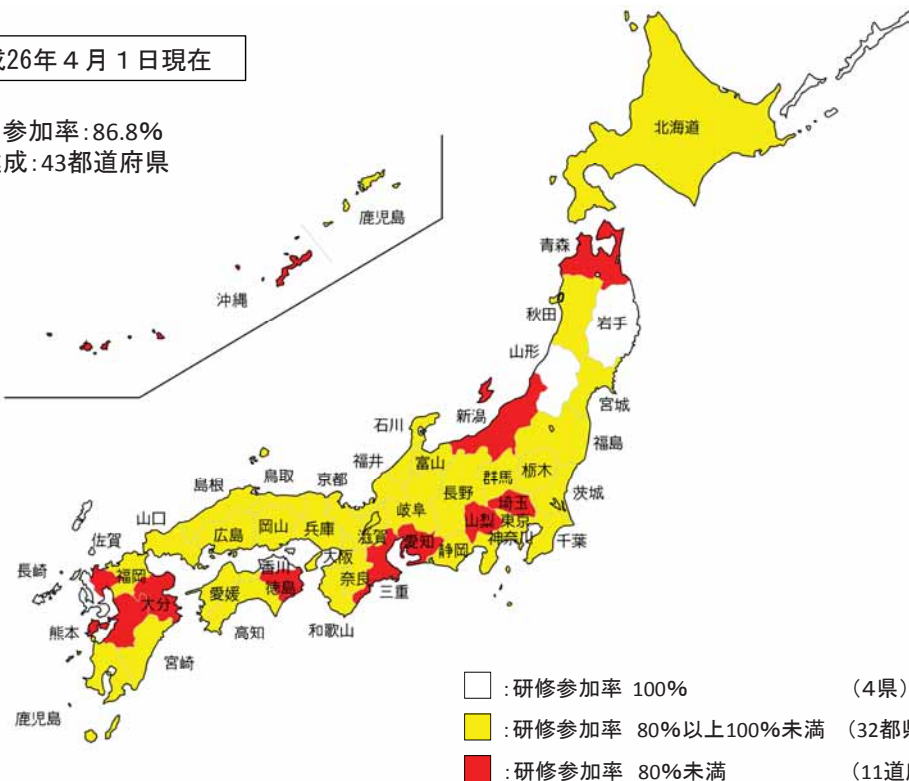 成26年４月１日現在
参加率：86.8%
達成：43都道府県
北海道
鹿児島
沖縄
青森
秋田
岩手
山形
宮城
新潟
福島
石川
富山
群馬
栃木
福井
長野
茨城
埼玉
島根
鳥取
京都
岐阜
山梨
東京
千葉
山口
広島
岡山
兵庫
滋賀
愛知
静岡
神奈川
佐賀
福岡
香川
大阪
奈良
三重
長崎
大分
愛媛
徳島
高知
和歌山
熊本
宮崎
鹿児島
：研修参加率 100% （4県）
：研修参加率 80%以上100%未満 （32都県
：研修参加率 80%未満 （11道府